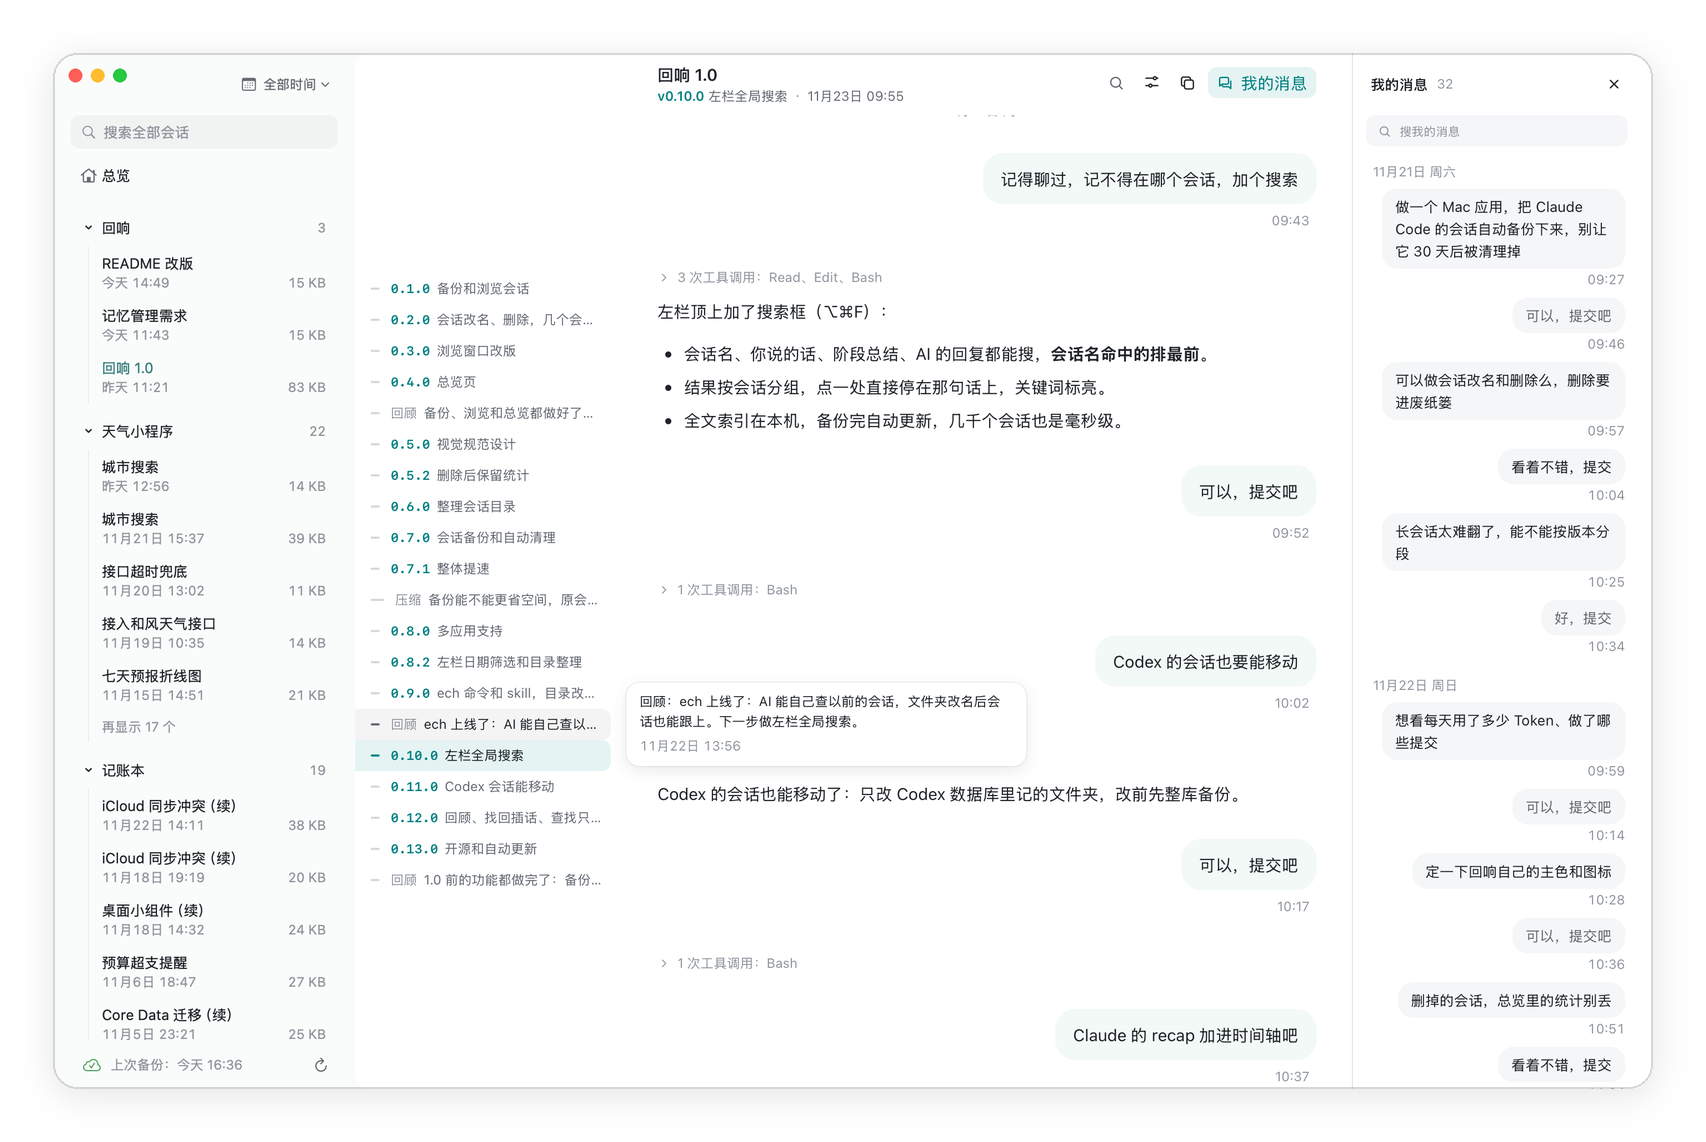 全部时间
搜索全部会话
总览
回响 3
README 改版
今天 14:49 15 KB
记忆管理需求
今天 11:43 15 KB
回响 1.0
昨天 11:21 83 KB
天气小程序 22
城市搜索
昨天 12:56 14 KB
城市搜索
11月21日 15:37 39 KB
接口超时兜底
11月20日 13:02 11 KB
接入和风天气接口
11月19日 10:35 14 KB
七天预报折线图
11月15日 14:51 21 KB
再显示 17 个
记账本 19
iCloud 同步冲突 (续)
11月22日 14:11 38 KB
iCloud 同步冲突 (续)
11月18日 19:19 20 KB
桌面小组件 (续)
11月18日 14:32 24 KB
预算超支提醒
11月6日 18:47 27 KB
Core Data 迁移 (续)
11月5日 23:21 25 KB
上次备份：今天 16:36
0.1.0 备份和浏览会话
0.2.0 会话改名、删除，几个会…
0.3.0 浏览窗口改版
0.4.0 总览页
回顾 备份、浏览和总览都做好了…
0.5.0 视觉规范设计
0.5.2 删除后保留统计
0.6.0 整理会话目录
0.7.0 会话备份和自动清理
0.7.1 整体提速
压缩 备份能不能更省空间，原会…
0.8.0 多应用支持
0.8.2 左栏日期筛选和目录整理
0.9.0 ech 命令和 skill，目录改…
回顾 ech 上线了：AI 能自己查以…
0.10.0 左栏全局搜索
0.11.0 Codex 会话能移动
0.12.0 回顾、找回插话、查找只…
0.13.0 开源和自动更新
回顾 1.0 前的功能都做完了：备份…
回响 1.0
v0.10.0 左栏全局搜索 · 11月23日 09:55
我的消息
记得聊过，记不得在哪个会话，加个搜索
09:43
3 次工具调用：Read、Edit、Bash
左栏顶上加了搜索框（⌥⌘F）：
• 会话名、你说的话、阶段总结、AI 的回复都能搜，会话名命中的排最前。
• 结果按会话分组，点一处直接停在那句话上，关键词标亮。
• 全文索引在本机，备份完自动更新，几千个会话也是毫秒级。
可以，提交吧
09:52
1 次工具调用：Bash
Codex 的会话也要能移动
10:02
回顾：ech 上线了：AI 能自己查以前的会话，文件夹改名后会
话也能跟上。下一步做左栏全局搜索。
11月22日 13:56
Codex 的会话也能移动了：只改 Codex 数据库里记的文件夹，改前先整库备份。
可以，提交吧
10:17
1 次工具调用：Bash
Claude 的 recap 加进时间轴吧
10:37
我的消息 32
搜我的消息
11月21日 周六
做一个 Mac 应用，把 Claude
Code 的会话自动备份下来，别让
它 30 天后被清理掉
09:27
可以，提交吧
09:46
可以做会话改名和删除么，删除要
进废纸篓
09:57
看着不错，提交
10:04
长会话太难翻了，能不能按版本分
段
10:25
好，提交
10:34
11月22日 周日
想看每天用了多少 Token、做了哪
些提交
09:59
可以，提交吧
10:14
定一下回响自己的主色和图标
10:28
可以，提交吧
10:36
删掉的会话，总览里的统计别丢
10:51
看着不错，提交